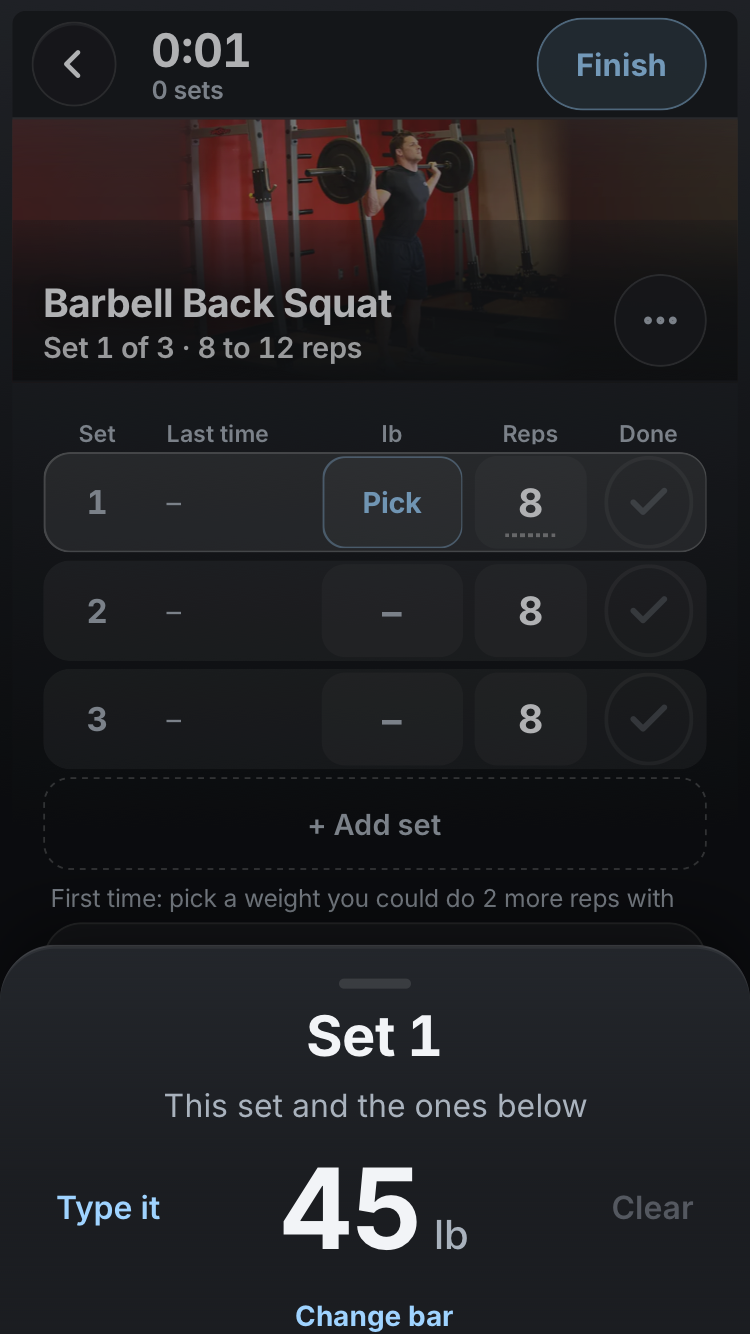 0:01
0 sets
Finish
Barbell Back Squat
Set 1 of 3 · 8 to 12 reps
Set Last time lb Reps Done
1 – Pick 8
2 – – 8
3 – – 8
+ Add set
First time: pick a weight you could do 2 more reps with
Set 1
This set and the ones below
Type it 45 lb Clear
Change bar